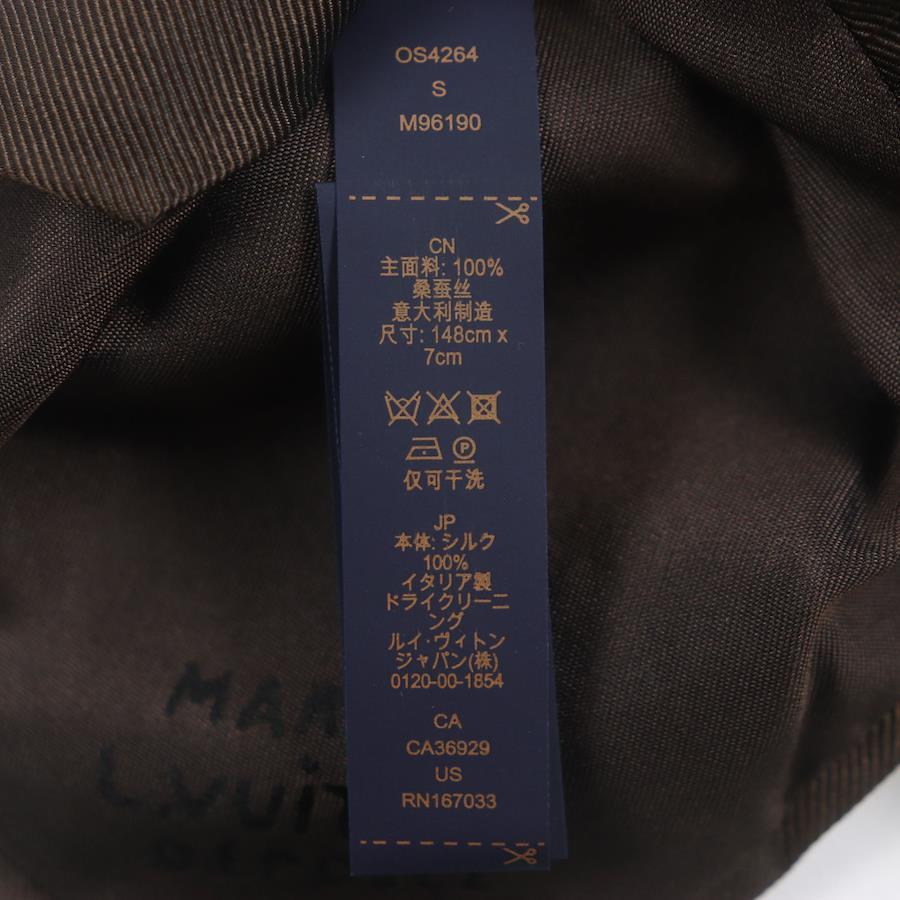 OS4264
S
M96190
CN
主面料: 100%
桑蚕丝
意大利制造
尺寸: 148cm x
7cm
P
仅可干洗
JP
本体: シルク
100%
イタリア製
ドライクリーニ
ング
ルイ・ヴィトン
ジャパン(株)
0120-00-1854
CA
CA36929
US
RN167033
L.VUIT